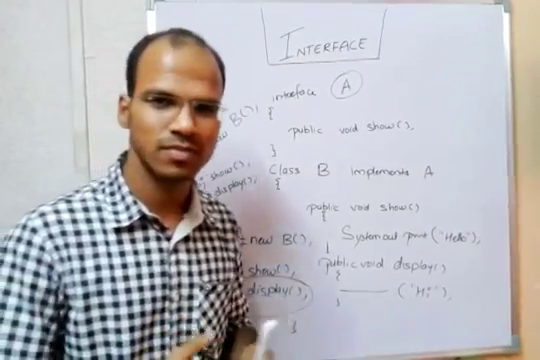 INTERFACE
interface A
{
public void show();
}
Class B implements A
{
public void show()
{
System.out.print("Hello");
}
public void display()
{
("Hi");
}
}
new B();
show();
display();
= new B();
show();
display();